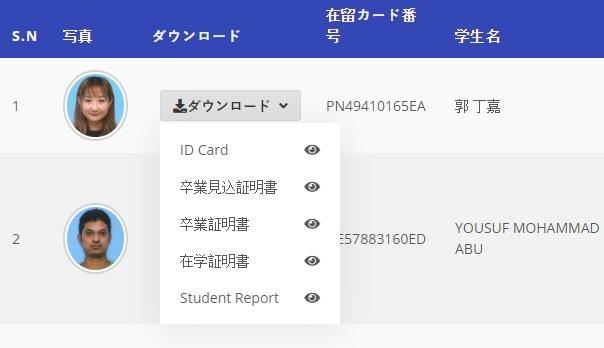 S.N 写真 ダウンロード 在留カード番
号 学生名
1 ダウンロード PN49410165EA 郭 丁嘉
ID Card
卒業見込証明書
卒業証明書
在学証明書
Student Report
2 E57883160ED YOUSUF MOHAMMAD
ABU